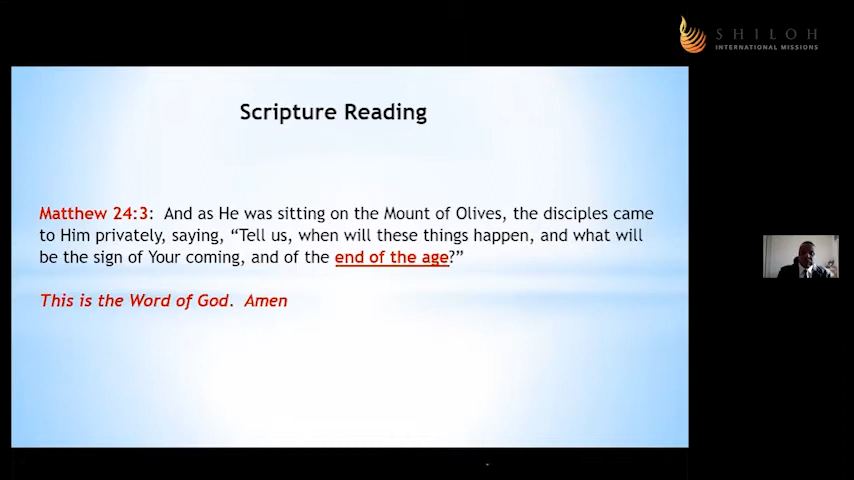 SHILOH
INTERNATIONAL MISSIONS
Scripture Reading
Matthew 24:3: And as He was sitting on the Mount of Olives, the disciples came
to Him privately, saying, “Tell us, when will these things happen, and what will
be the sign of Your coming, and of the end of the age?”
This is the Word of God. Amen